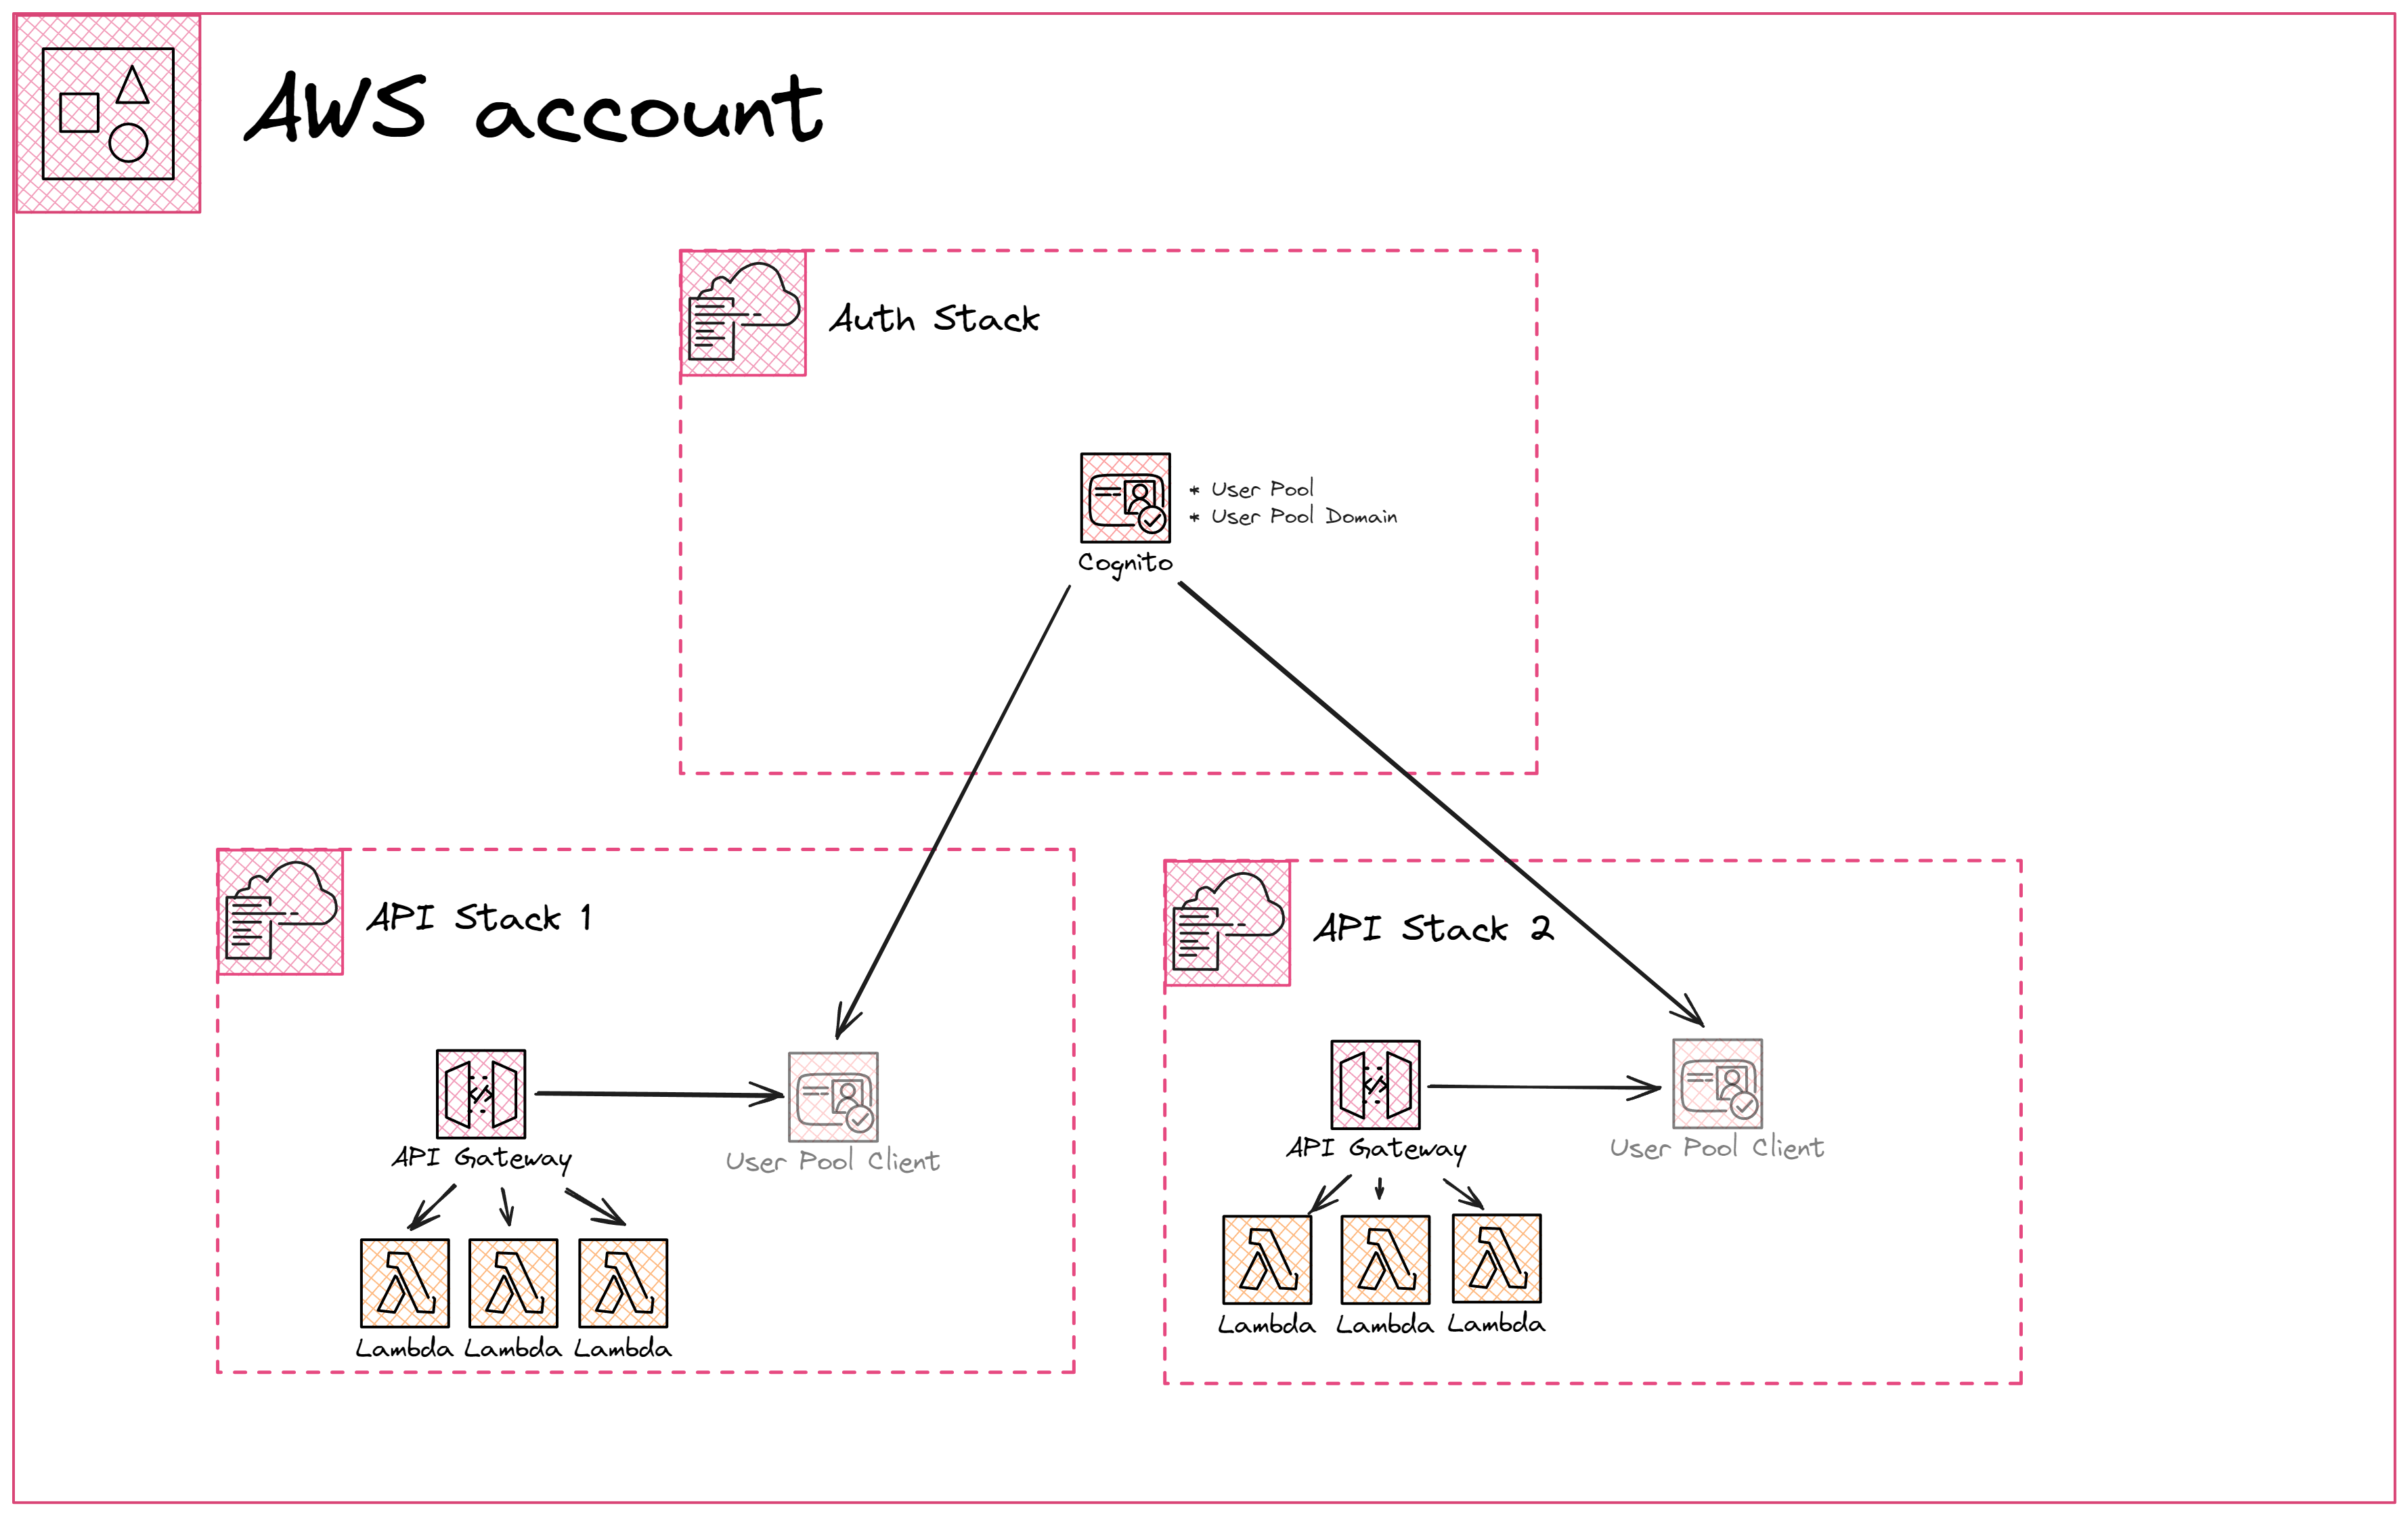 AWS account
Auth Stack
* User Pool
* User Pool Domain
Cognito
API Stack 1
API Gateway
User Pool Client
Lambda
Lambda
Lambda
API Stack 2
API Gateway
User Pool Client
Lambda
Lambda
Lambda